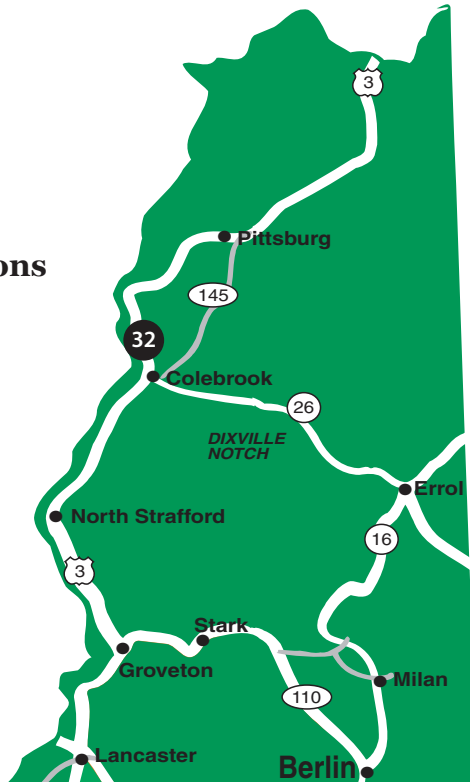 3
Pittsburg
ons
145
32
Colebrook
26
DIXVILLE
NOTCH
Errol
North Strafford
16
3
Stark
Groveton
Milan
110
Lancaster
Berlin